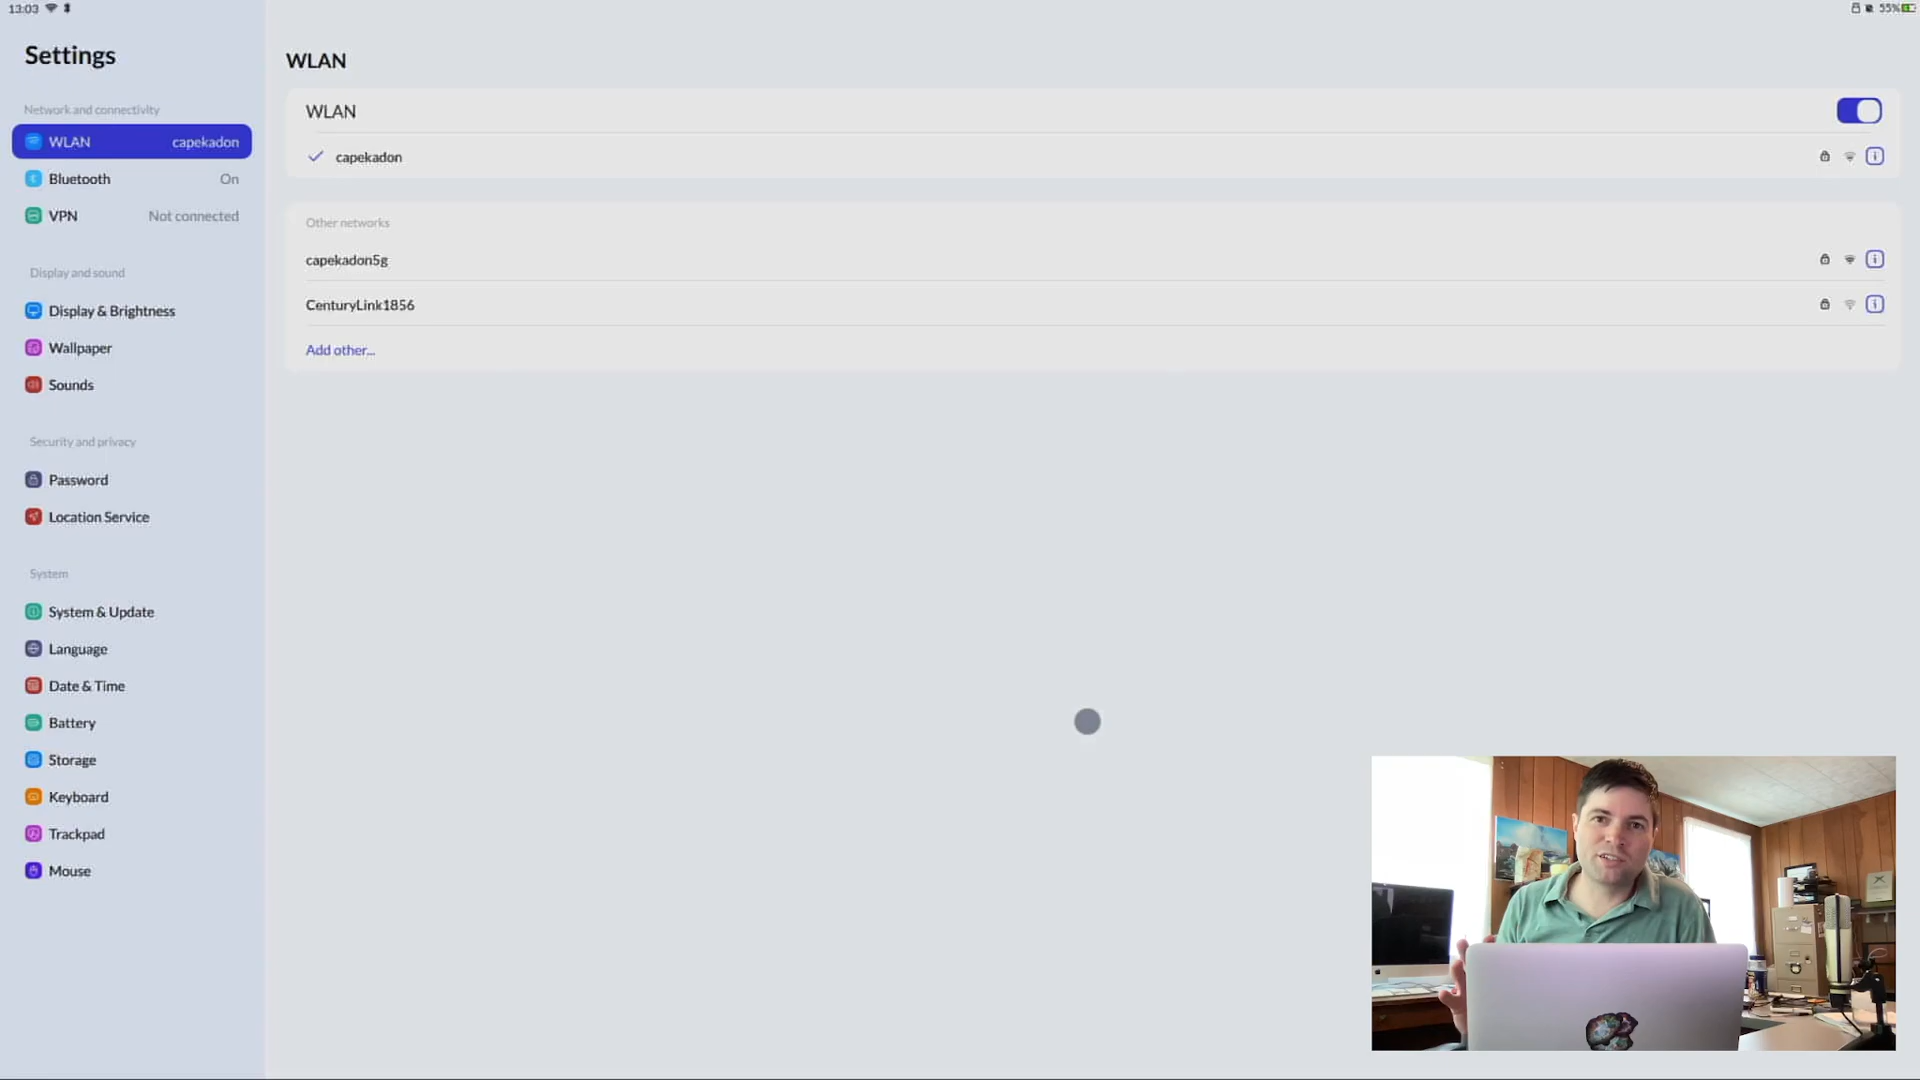 13:03
55%
Settings
Network and connectivity
WLAN capekadon
Bluetooth On
VPN Not connected
Display and sound
Display & Brightness
Wallpaper
Sounds
Security and privacy
Password
Location Service
System
System & Update
Language
Date & Time
Battery
Storage
Keyboard
Trackpad
Mouse
WLAN
WLAN
capekadon
Other networks
capekadon5g
CenturyLink1856
Add other...